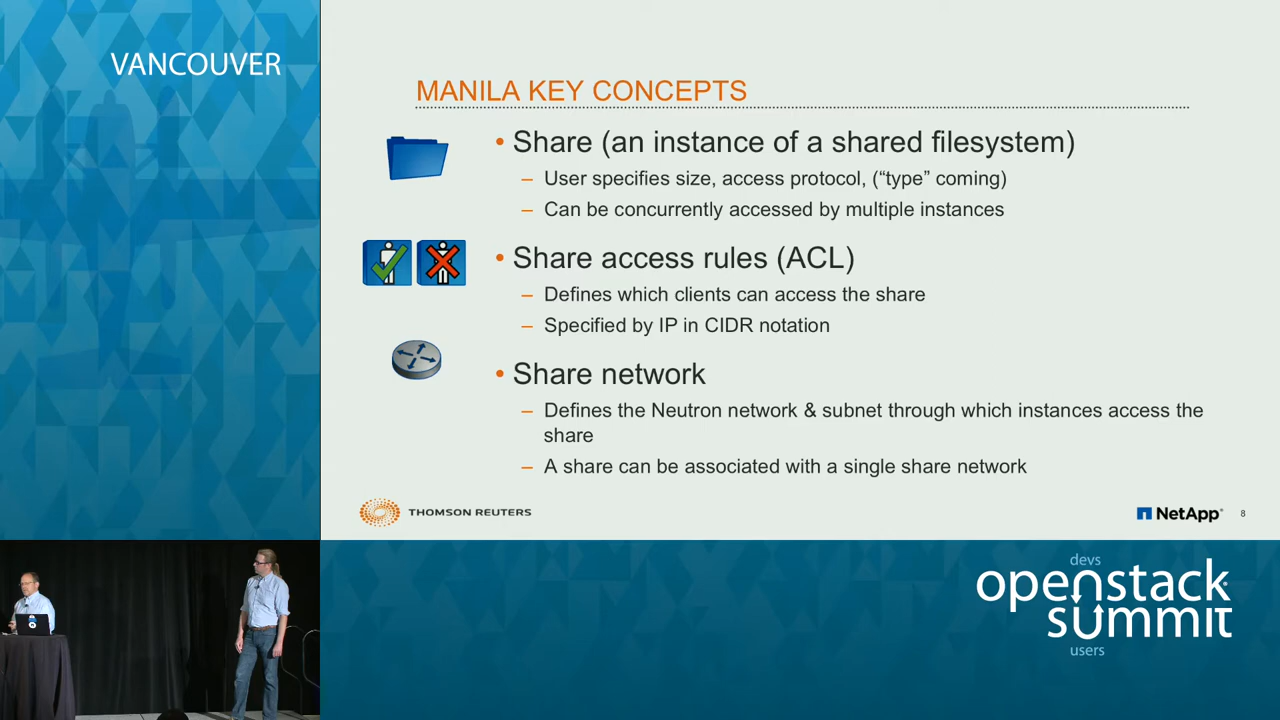 VANCOUVER
MANILA KEY CONCEPTS
• Share (an instance of a shared filesystem)
– User specifies size, access protocol, (“type” coming)
– Can be concurrently accessed by multiple instances
• Share access rules (ACL)
– Defines which clients can access the share
– Specified by IP in CIDR notation
• Share network
– Defines the Neutron network & subnet through which instances access the
share
– A share can be associated with a single share network
THOMSON REUTERS
NetApp®
8
devs
openstack®
summit
users